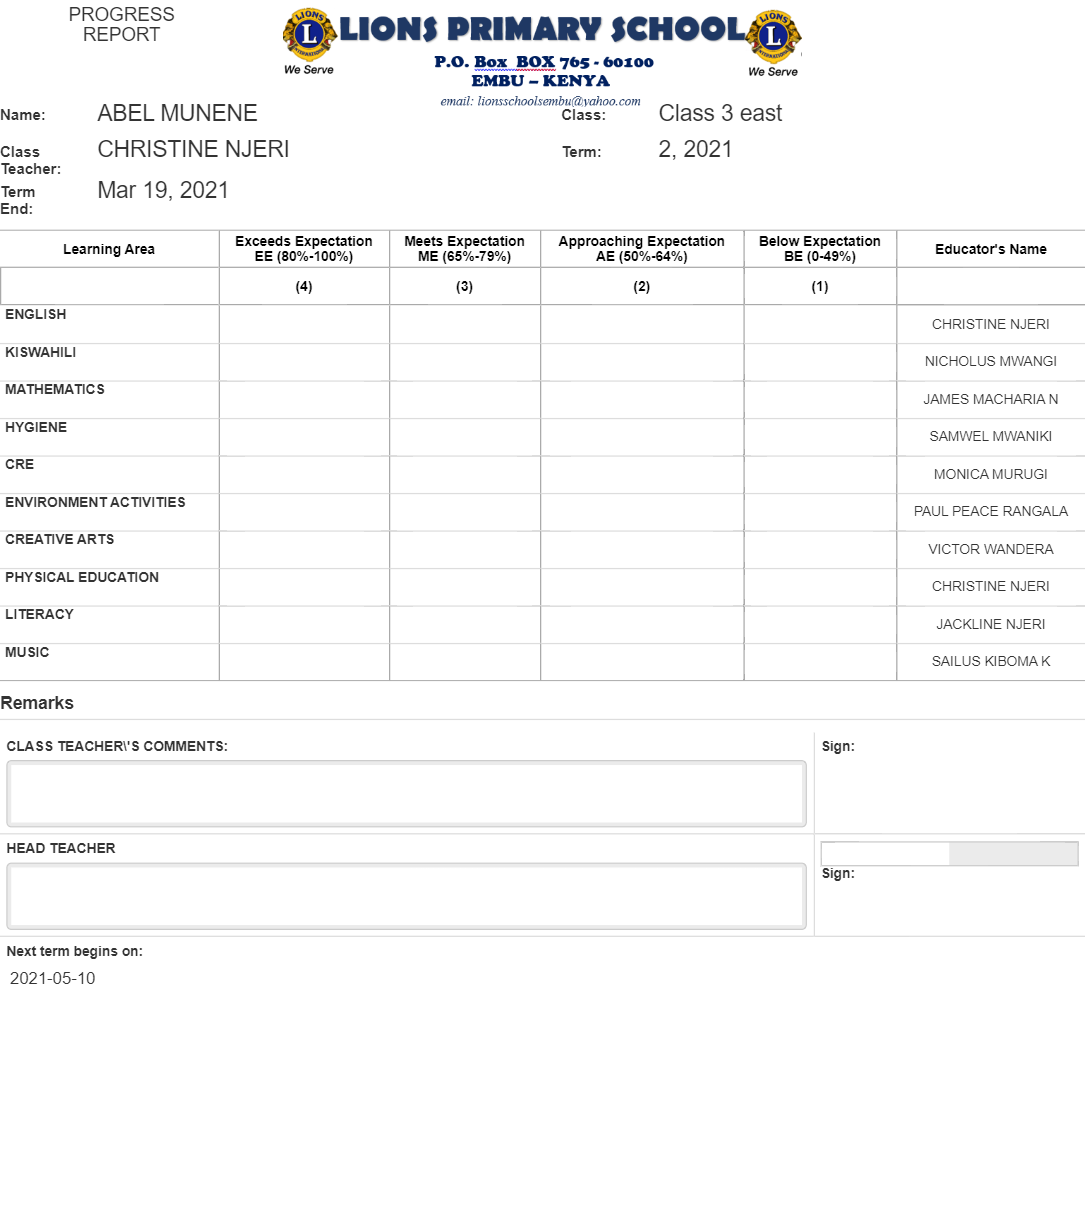 PROGRESS
REPORT
LIONS PRIMARY SCHOOL
LIONS
L
INTERNATIONAL
We Serve
LIONS
L
INTERNATIONAL
We Serve
P.O. Box BOX 765 - 60100
EMBU – KENYA
email: lionsschoolsembu@yahoo.com
Name: ABEL MUNENE Class: Class 3 east
Class Teacher: CHRISTINE NJERI Term: 2, 2021
Term End: Mar 19, 2021
Learning Area Exceeds Expectation EE (80%-100%) Meets Expectation ME (65%-79%) Approaching Expectation AE (50%-64%) Below Expectation BE (0-49%) Educator's Name
(4) (3) (2) (1)
ENGLISH CHRISTINE NJERI
KISWAHILI NICHOLUS MWANGI
MATHEMATICS JAMES MACHARIA N
HYGIENE SAMWEL MWANIKI
CRE MONICA MURUGI
ENVIRONMENT ACTIVITIES PAUL PEACE RANGALA
CREATIVE ARTS VICTOR WANDERA
PHYSICAL EDUCATION CHRISTINE NJERI
LITERACY JACKLINE NJERI
MUSIC SAILUS KIBOMA K
Remarks
CLASS TEACHER\'S COMMENTS: Sign:
HEAD TEACHER
Sign:
Next term begins on:
2021-05-10